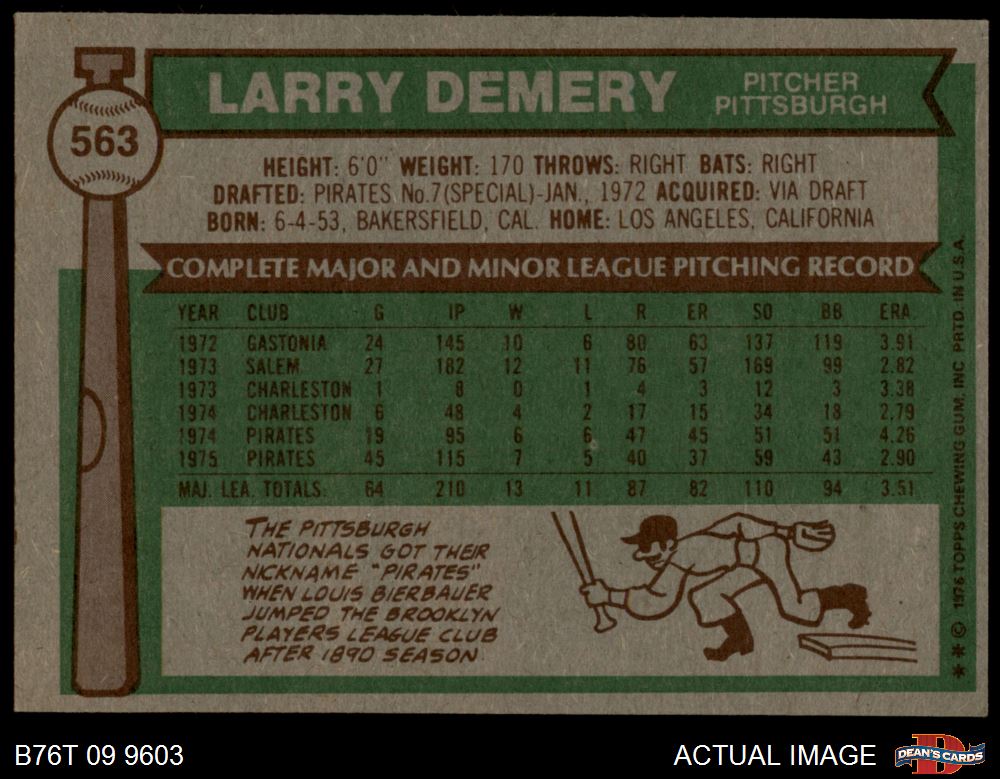 563
LARRY DEMERY
PITCHER
PITTSBURGH
HEIGHT: 6'0" WEIGHT: 170 THROWS: RIGHT BATS: RIGHT
DRAFTED: PIRATES No.7(SPECIAL)-JAN., 1972 ACQUIRED: VIA DRAFT
BORN: 6-4-53, BAKERSFIELD, CAL. HOME: LOS ANGELES, CALIFORNIA
COMPLETE MAJOR AND MINOR LEAGUE PITCHING RECORD
YEAR CLUB G IP W L R ER SO BB ERA
1972 GASTONIA 24 145 10 6 80 63 137 119 3.91
1973 SALEM 27 182 12 11 76 57 169 99 2.82
1973 CHARLESTON 1 8 0 1 4 3 12 3 3.38
1974 CHARLESTON 6 48 4 2 17 15 34 18 2.79
1974 PIRATES 19 95 6 6 47 45 51 51 4.26
1975 PIRATES 45 115 7 5 40 37 59 43 2.90
MAJ. LEA. TOTALS: 64 210 13 11 87 82 110 94 3.51
THE PITTSBURGH
NATIONALS GOT THEIR
NICKNAME "PIRATES"
WHEN LOUIS BIERBAUER
JUMPED THE BROOKLYN
PLAYERS LEAGUE CLUB
AFTER 1890 SEASON
* * © 1976 TOPPS CHEWING GUM, INC PRTD. IN U.S.A.
B76T 09 9603
ACTUAL IMAGE
DEAN'S CARDS